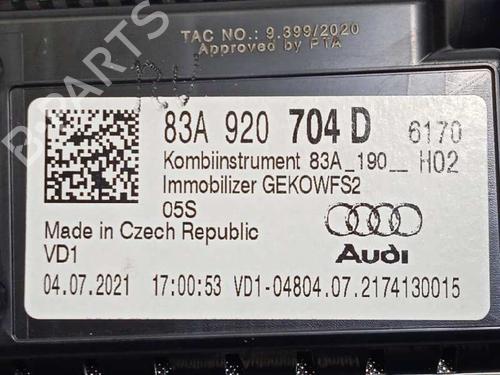 TAC NO.: 9.399/2020
Approved by PTA
B-PARTS
83A 920 704 D 6170
Kombiinstrument 83A_190__ H02
Immobilizer GEKOWFS2
05S
Made in Czech Republic
VD1
Audi
04.07.2021 17:00:53 VD1-04804.07.2174130015